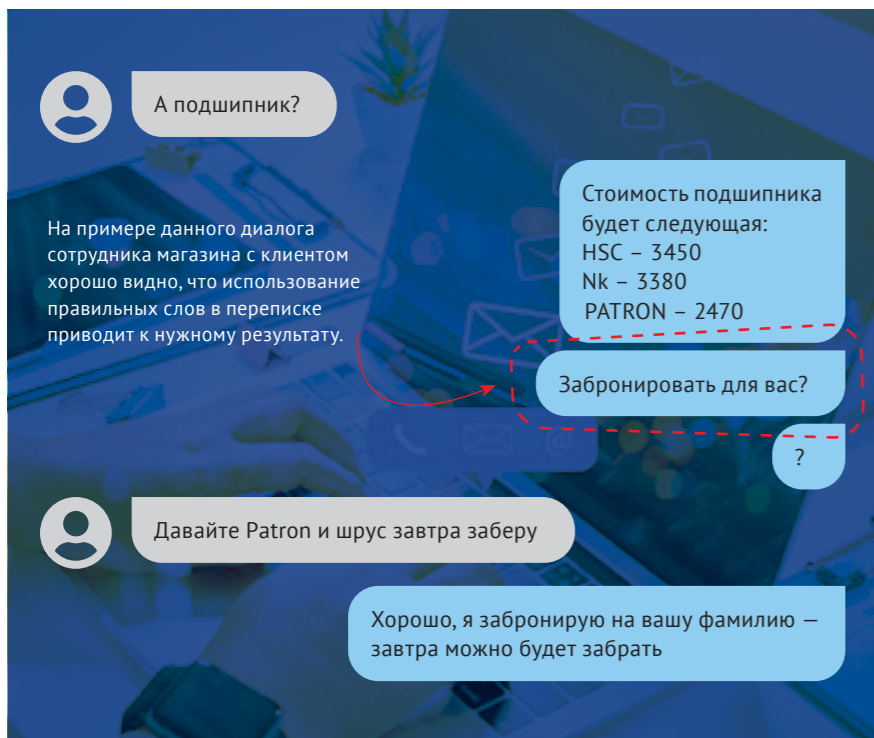 А подшипник?
Стоимость подшипника
будет следующая:
HSC – 3450
Nk – 3380
PATRON – 2470
На примере данного диалога
сотрудника магазина с клиентом
хорошо видно, что использование
правильных слов в переписке
приводит к нужному результату.
Забронировать для вас?
?
Давайте Patron и шрус завтра заберу
Хорошо, я забронирую на вашу фамилию —
завтра можно будет забрать